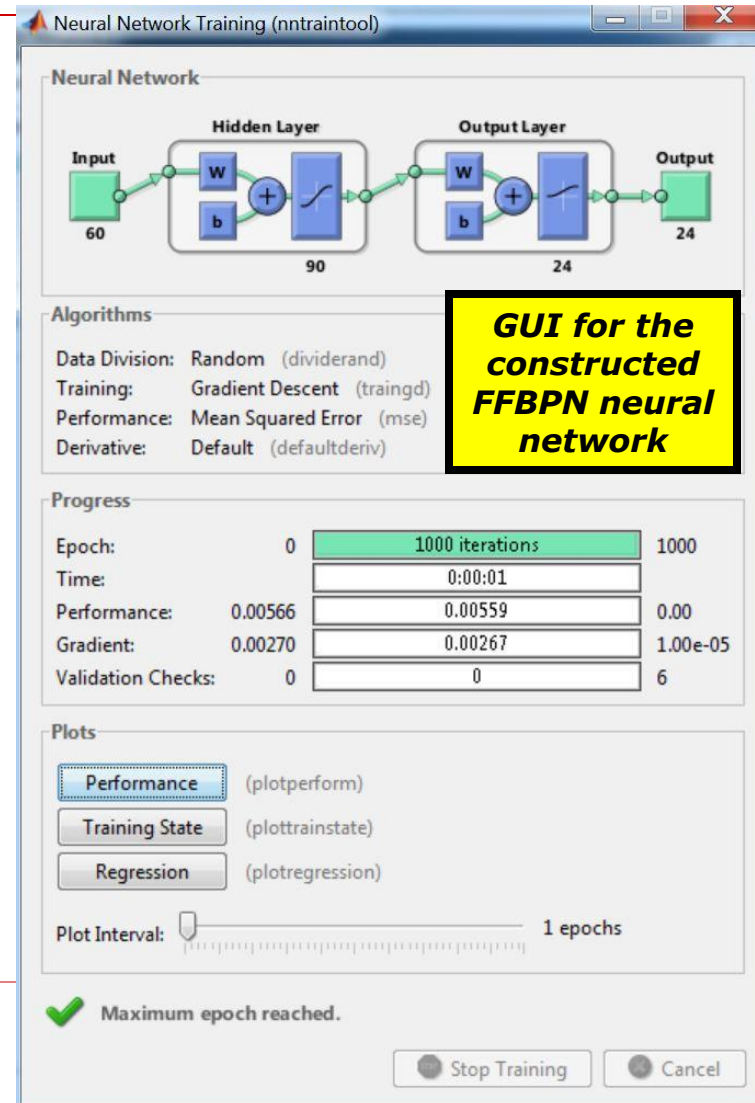 Neural Network Training (nntraintool)
Neural Network
Hidden Layer Output Layer
Input Output
W W
b b
60 24
90 24
Algorithms
Data Division: Random (dividerand)
Training: Gradient Descent (traingd)
Performance: Mean Squared Error (mse)
Derivative: Default (defaultderiv)
GUI for the
constructed
FFBPN neural
network
Progress
Epoch: 0 1000 iterations 1000
Time: 0:00:01
Performance: 0.00566 0.00559 0.00
Gradient: 0.00270 0.00267 1.00e-05
Validation Checks: 0 0 6
Plots
Performance (plotperform)
Training State (plottrainstate)
Regression (plotregression)
Plot Interval: 1 epochs
Maximum epoch reached.
Stop Training Cancel